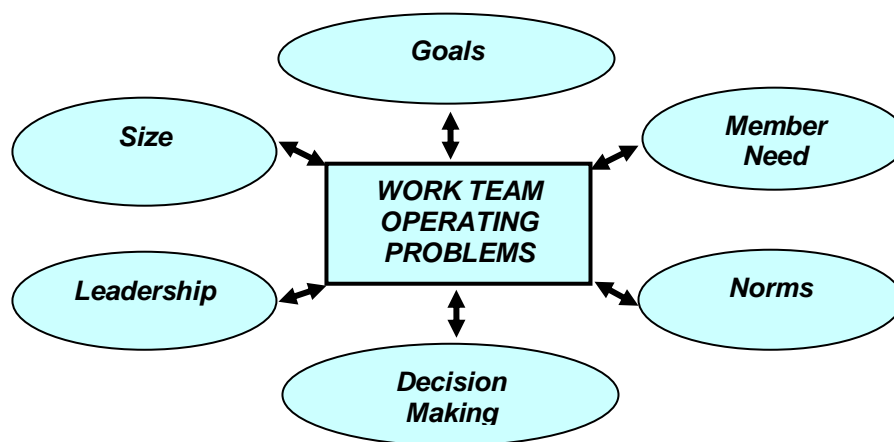 Goals
Size
Member
Need
WORK TEAM
OPERATING
PROBLEMS
Leadership
Norms
Decision
Making